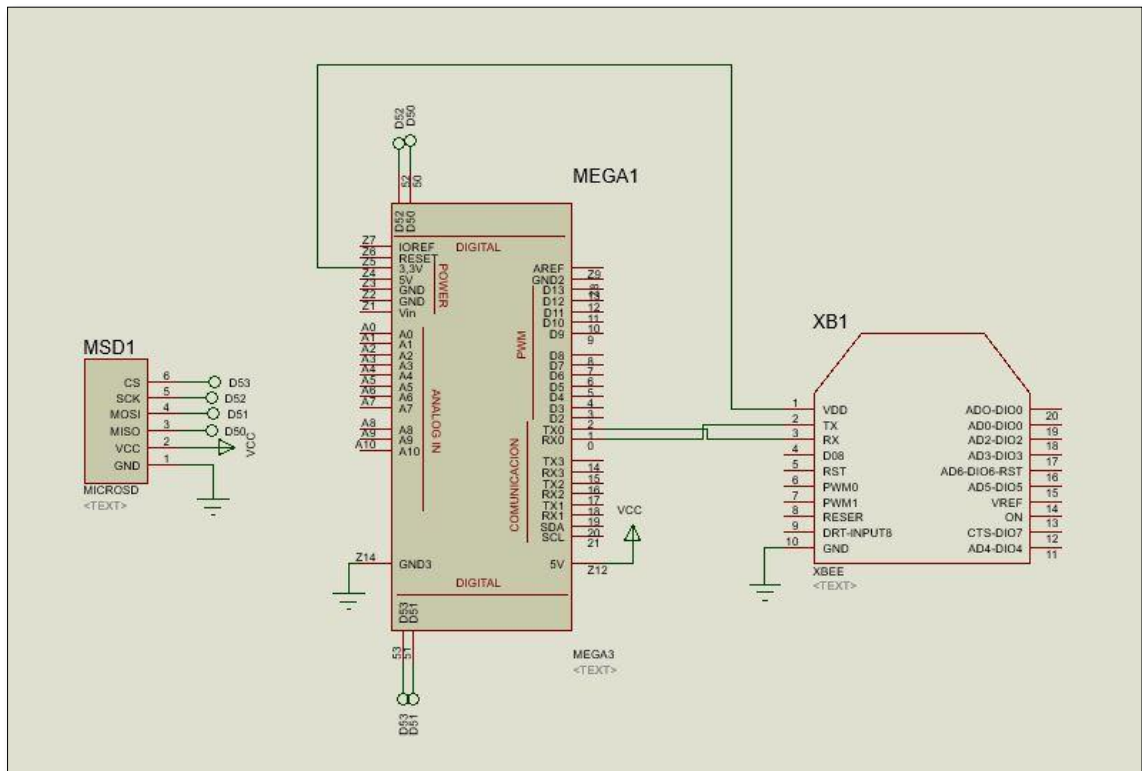 D52
D50
52
50
MEGA1
D52
D50
DIGITAL
Z7
IOREF
Z6
RESET
Z5
3,3V
Z4
5V
Z3
GND
Z2
GND
Z1
Vin
POWER
A0
A0
A1
A1
A2
A2
A3
A3
A4
A4
A5
A5
A6
A6
A7
A7
A8
A8
A9
A9
A10
A10
ANALOG IN
AREF
GND2
Z9
D13
D12
13
D11
12
D10
11
D9
10
9
D8
D7
8
D6
7
D5
6
D4
5
D3
4
D2
3
PWM
TX0
2
RX0
1
0
TX3
RX3
14
TX2
15
RX2
16
TX1
17
RX1
18
SDA
19
SCL
20
21
COMUNICACION
VCC
Z14
GND3
5V
Z12
DIGITAL
D53
D51
53
51
D53
D51
MEGA3
<TEXT>
MSD1
CS
6
D53
SCK
5
D52
MOSI
4
D51
MISO
3
D50
VCC
2
VCC
GND
1
MICROSD
<TEXT>
XB1
1
VDD
ADO-DIO0
20
2
TX
AD0-DIO0
19
3
RX
AD2-DIO2
18
4
D08
AD3-DIO3
17
5
RST
AD6-DIO6-RST
16
6
PWM0
AD5-DIO5
15
7
PWM1
VREF
14
8
RESER
ON
13
9
DRT-INPUT8
CTS-DIO7
12
10
GND
AD4-DIO4
11
XBEE
<TEXT>